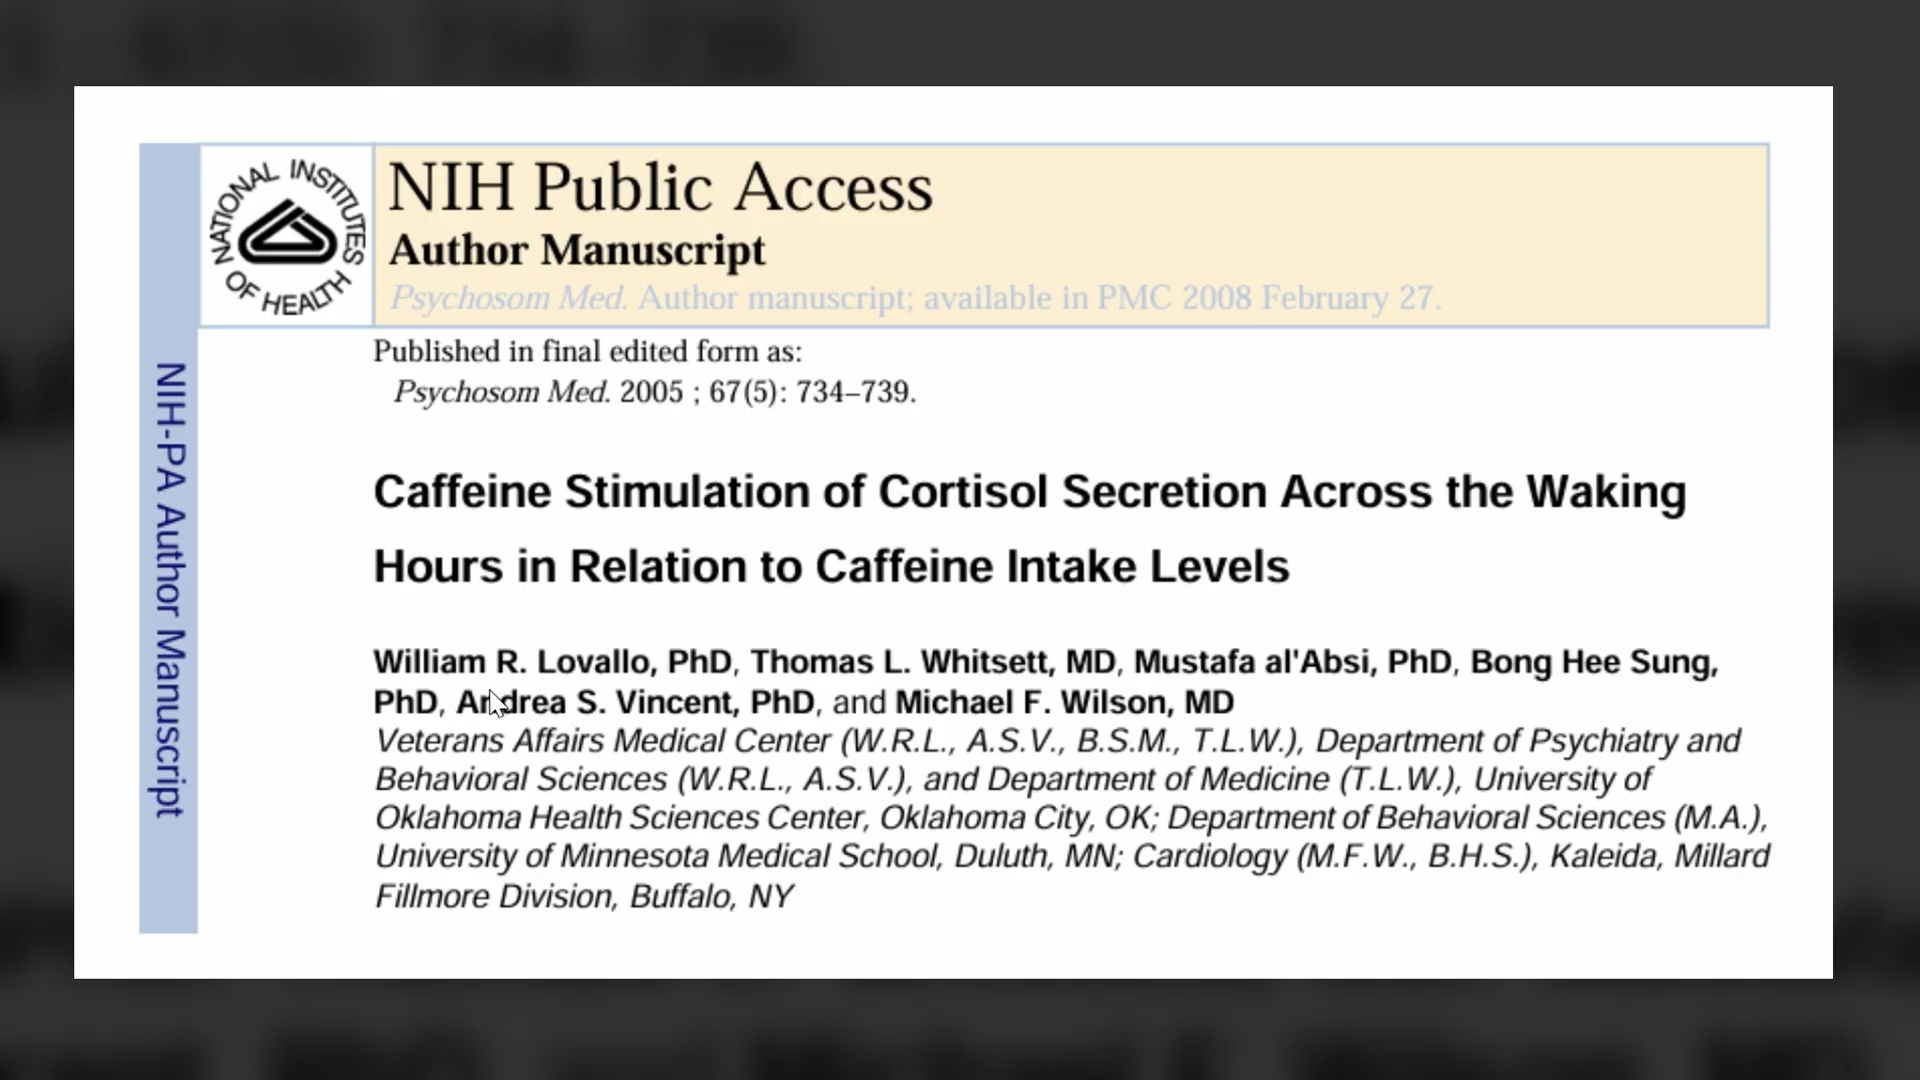 NATIONAL INSTITUTES OF HEALTH
NIH Public Access
Author Manuscript
Psychosom Med. Author manuscript; available in PMC 2008 February 27.
NIH-PA Author Manuscript
Published in final edited form as:
Psychosom Med. 2005 ; 67(5): 734–739.
Caffeine Stimulation of Cortisol Secretion Across the Waking
Hours in Relation to Caffeine Intake Levels
William R. Lovallo, PhD, Thomas L. Whitsett, MD, Mustafa al'Absi, PhD, Bong Hee Sung,
PhD, Andrea S. Vincent, PhD, and Michael F. Wilson, MD
Veterans Affairs Medical Center (W.R.L., A.S.V., B.S.M., T.L.W.), Department of Psychiatry and
Behavioral Sciences (W.R.L., A.S.V.), and Department of Medicine (T.L.W.), University of
Oklahoma Health Sciences Center, Oklahoma City, OK; Department of Behavioral Sciences (M.A.),
University of Minnesota Medical School, Duluth, MN; Cardiology (M.F.W., B.H.S.), Kaleida, Millard
Fillmore Division, Buffalo, NY